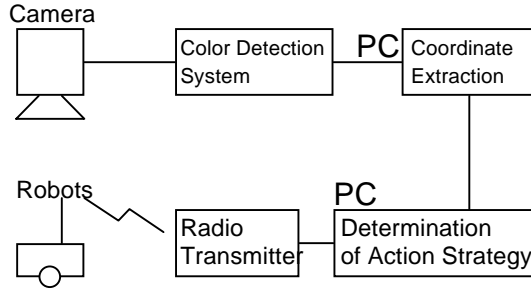 Camera
Color Detection
System
PC
Coordinate
Extraction
Robots
Radio
Transmitter
PC
Determination
of Action Strategy